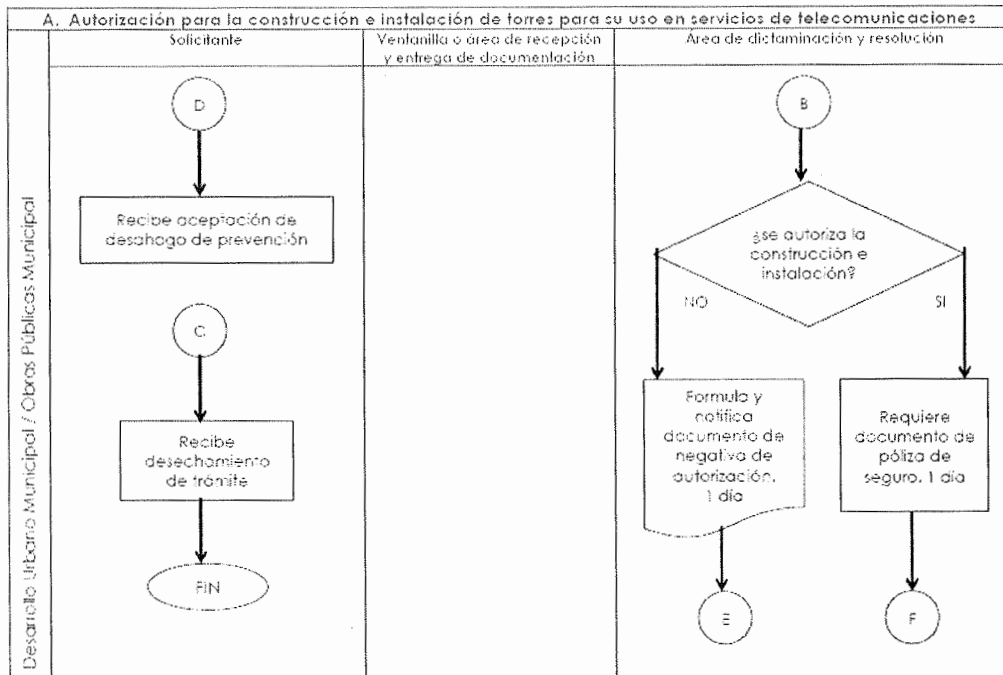 A. Autorización para la construcción e instalación de torres para su uso en servicios de telecomunicaciones
Solicitante
Ventanilla o área de recepción
y entrega de documentación
Área de dictaminación y resolución
Desarrollo Urbano Municipal / Obras Públicas Municipal
D
Recibe aceptación de
desahogo de prevención
C
Recibe
desechamiento
de trámite
FIN
B
¿se autoriza la
construcción e
instalación?
NO
SI
Formula y
notifica
documento de
negativa de
autorización.
1 día
Requiere
documento de
póliza de
seguro. 1 día
E
F